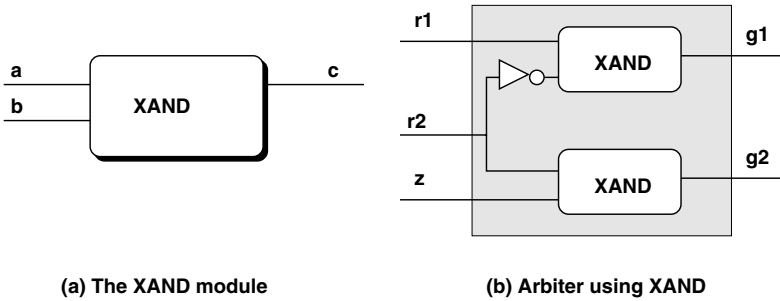 a
b
XAND
c
(a) The XAND module
r1
r2
z
XAND
XAND
g1
g2
(b) Arbiter using XAND